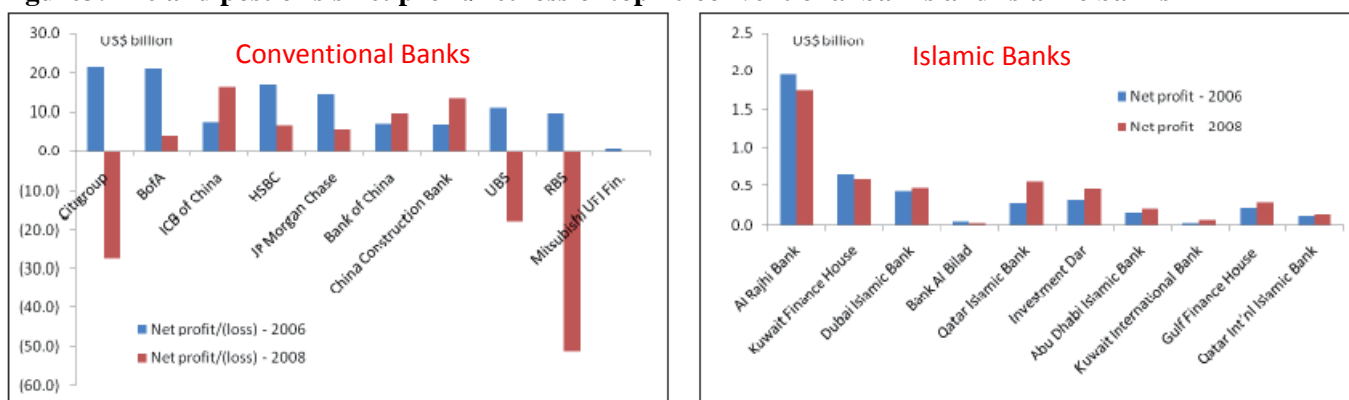 US$ billion
Conventional Banks
30.0
20.0
10.0
0.0
(10.0)
(20.0)
(30.0)
(40.0)
(50.0)
(60.0)
Citigroup
BofA
ICB of China
HSBC
JP Morgan Chase
Bank of China
China Construction Bank
UBS
RBS
Mitsubishi UFJ Fin.
Net profit/(loss) - 2006
Net profit/(loss) - 2008
US$ billion
Islamic Banks
2.5
2.0
1.5
1.0
0.5
0.0
Net profit - 2006
Net profit 2008
Al Rajhi Bank
Kuwait Finance House
Dubai Islamic Bank
Bank Al Bilad
Qatar Islamic Bank
Investment Dar
Abu Dhabi Islamic Bank
Kuwait International Bank
Gulf Finance House
Qatar Int'nl Islamic Bank